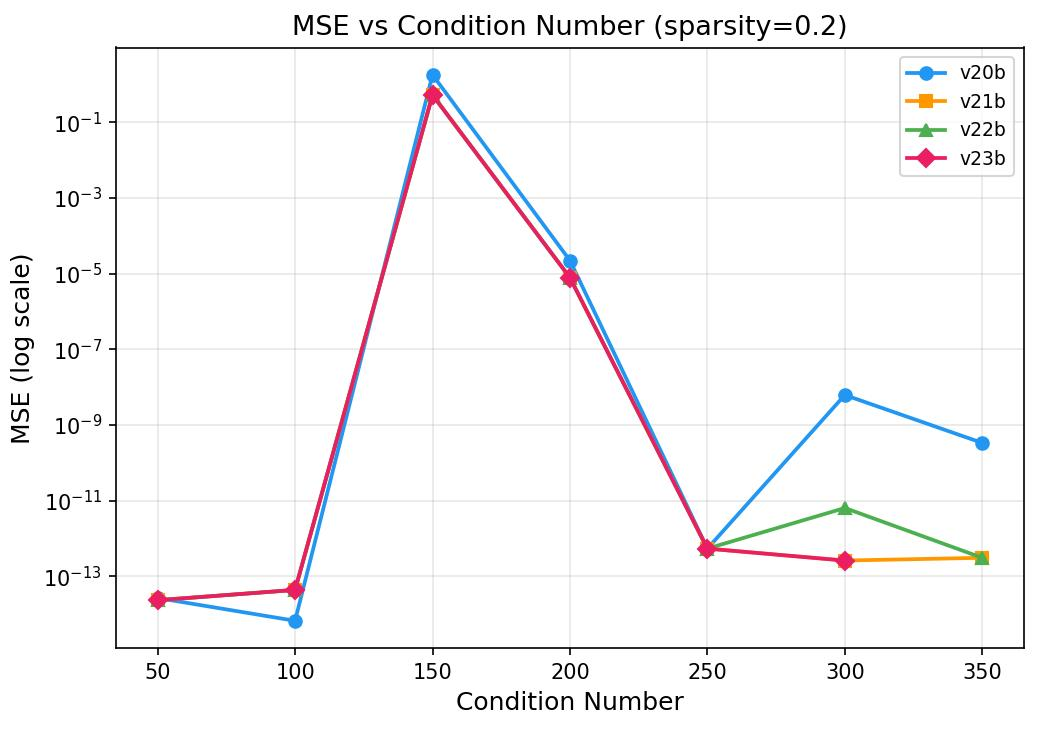 MSE vs Condition Number (sparsity=0.2)
v20b
v21b
v22b
v23b
MSE (log scale)
10⁻¹
10⁻³
10⁻⁵
10⁻⁷
10⁻⁹
10⁻¹¹
10⁻¹³
50 100 150 200 250 300 350
Condition Number